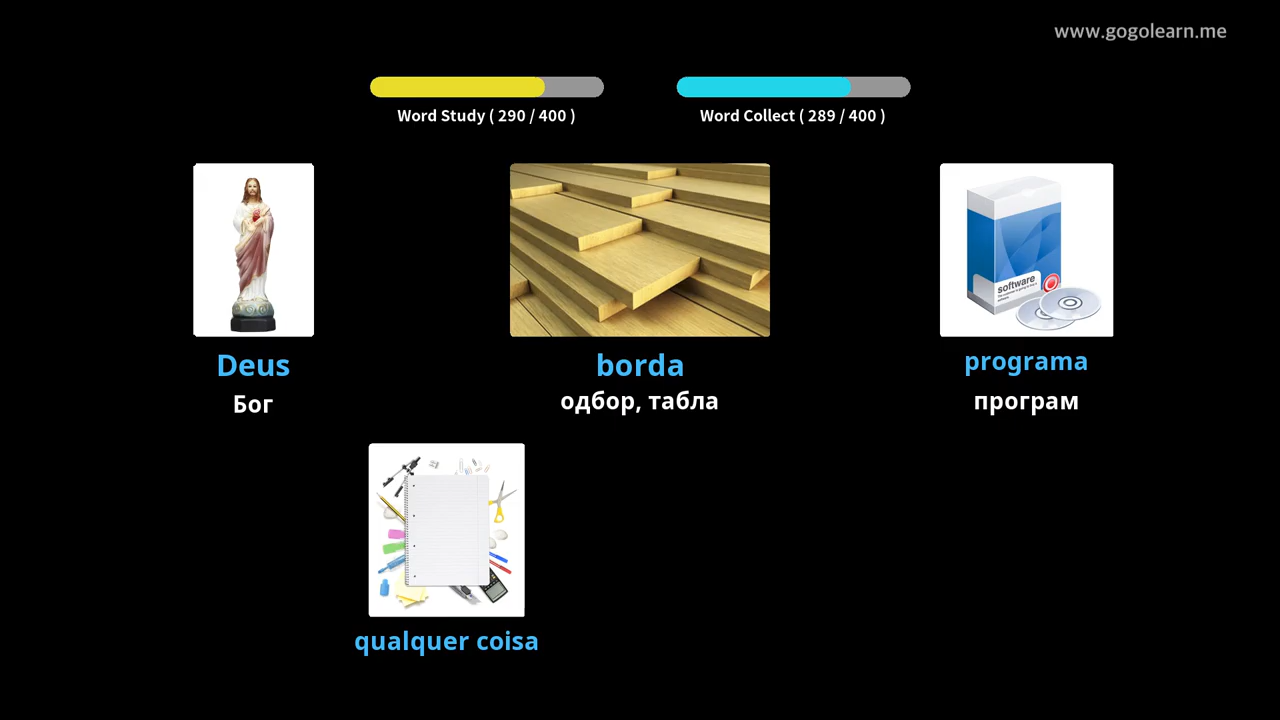 www.gogolearn.me
Word Study ( 290 / 400 )
Word Collect ( 289 / 400 )
software
Deus
borda
programa
Бог
одбор, табла
програм
qualquer coisa